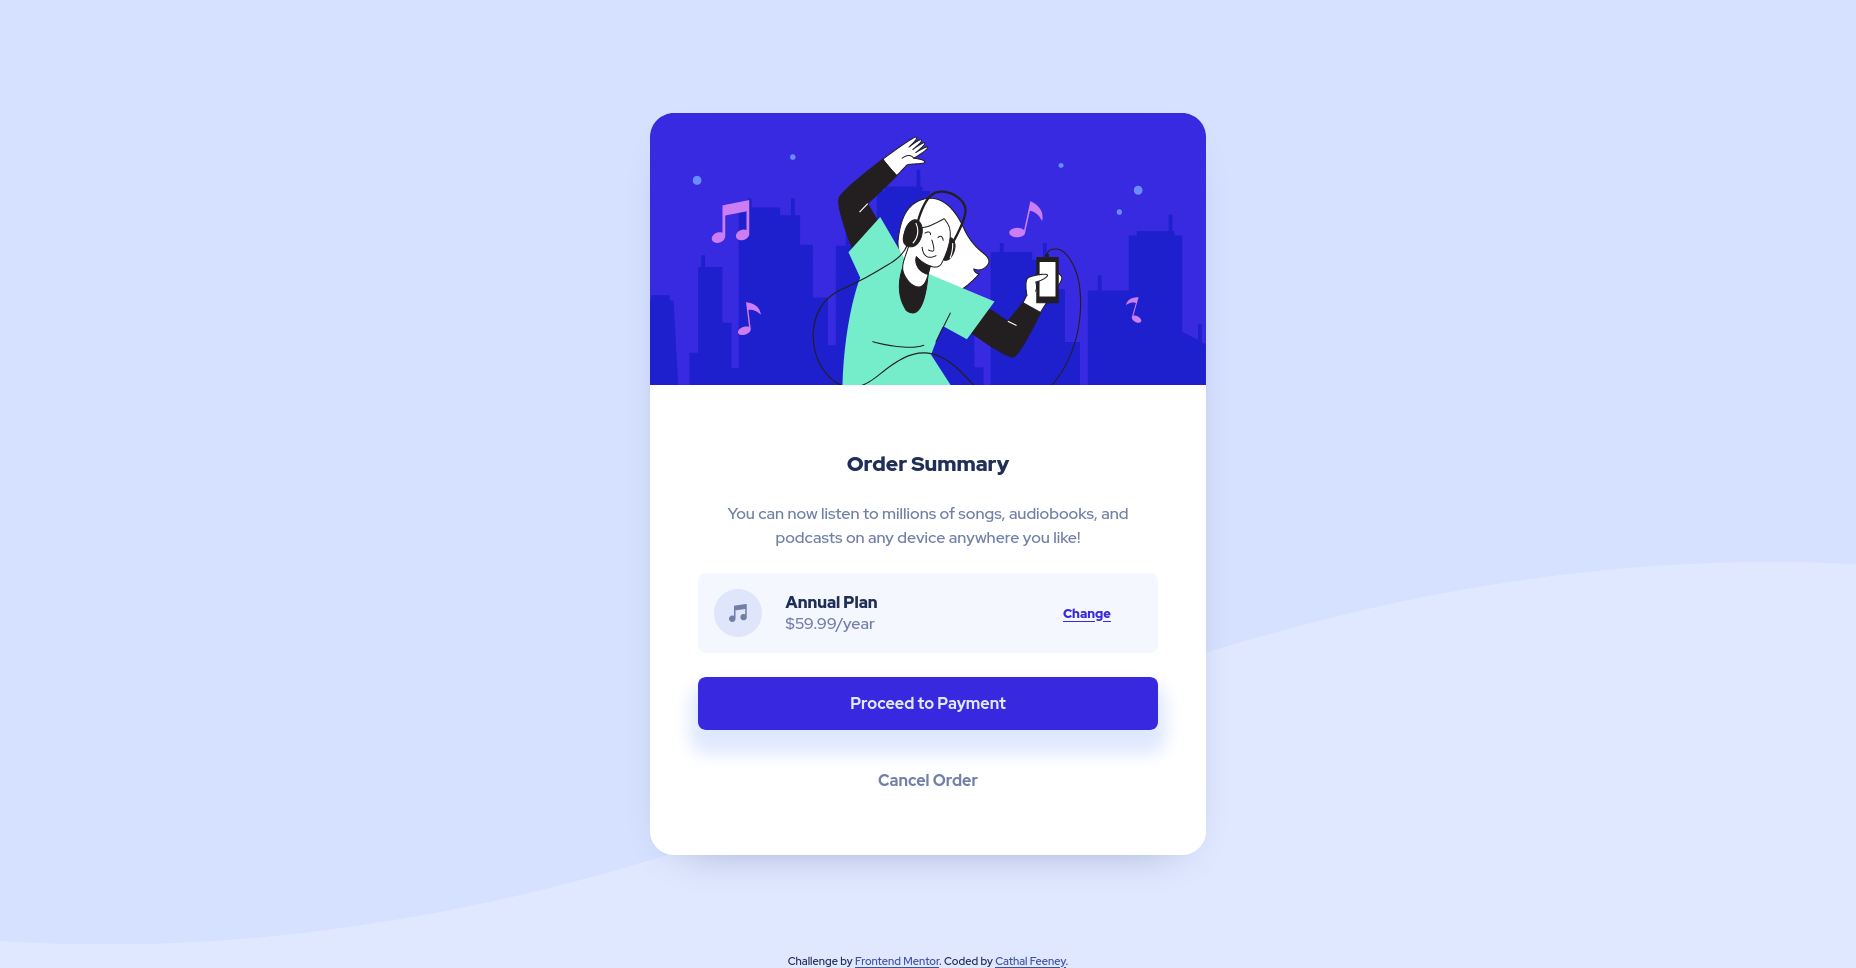 Order Summary
You can now listen to millions of songs, audiobooks, and
podcasts on any device anywhere you like!
Annual Plan
$59.99/year
Change
Proceed to Payment
Cancel Order
Challenge by Frontend Mentor. Coded by Cathal Feeney.